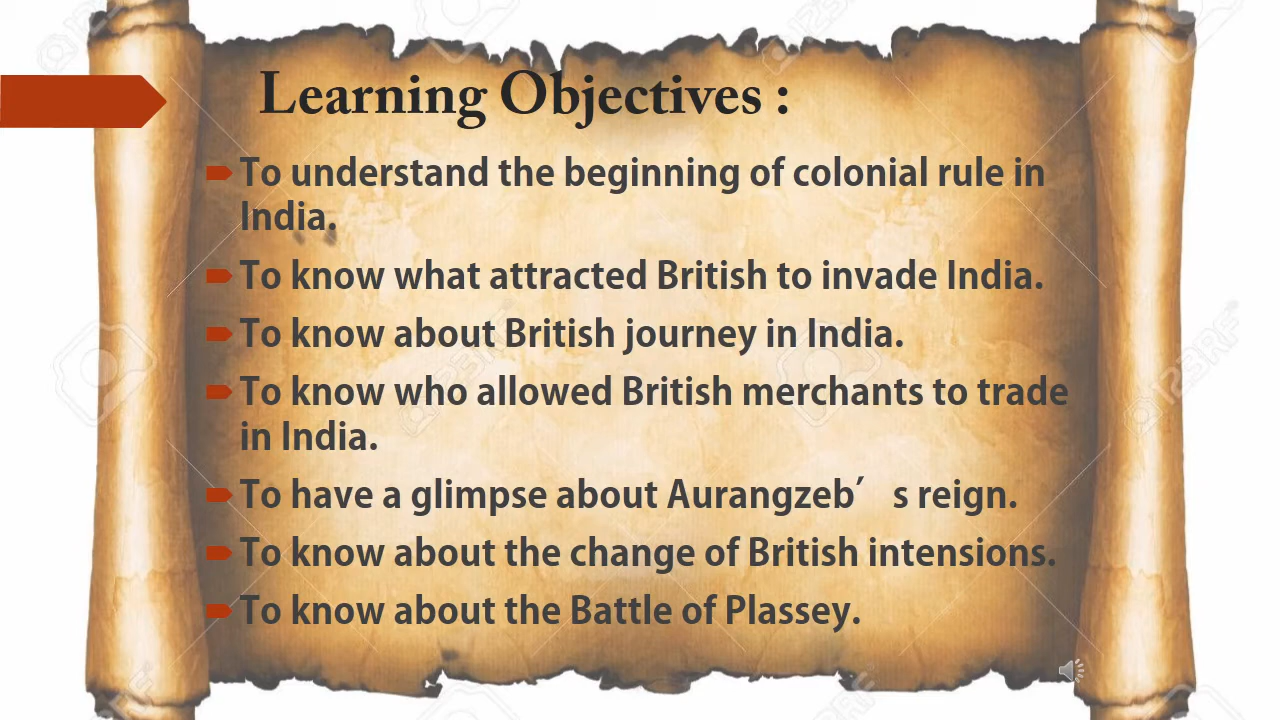 Learning Objectives :
To understand the beginning of colonial rule in
India.
To know what attracted British to invade India.
To know about British journey in India.
To know who allowed British merchants to trade
in India.
To have a glimpse about Aurangzeb’ s reign.
To know about the change of British intensions.
To know about the Battle of Plassey.
123RF
123RF
123RF